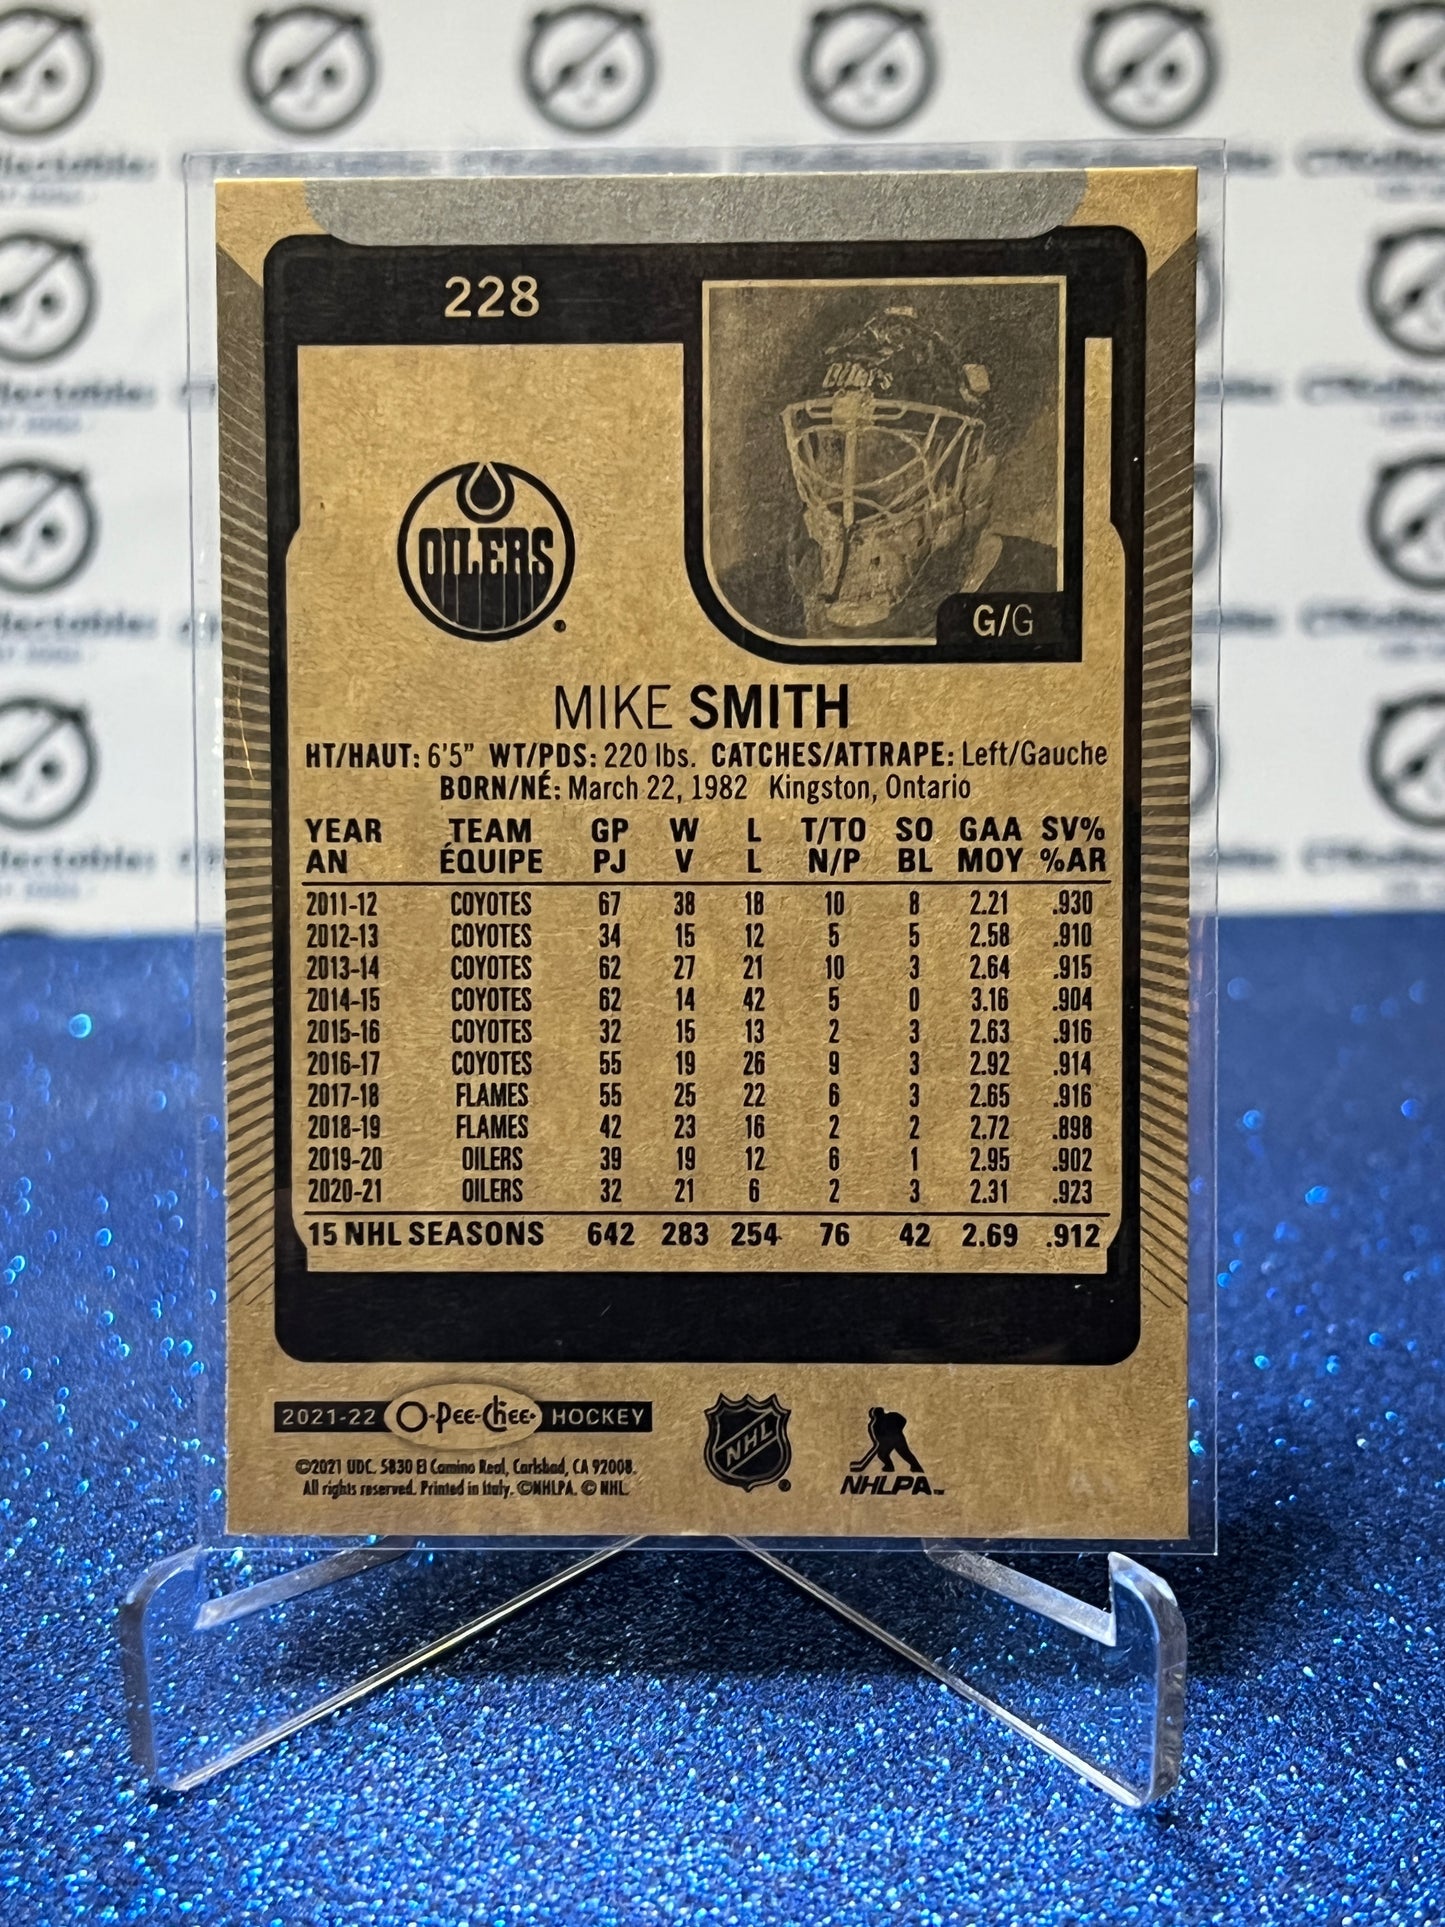 228
OILERS
OILERS
G/G
MIKE SMITH
HT/HAUT: 6'5" WT/PDS: 220 lbs. CATCHES/ATTRAPE: Left/Gauche
BORN/NÉ: March 22, 1982 Kingston, Ontario
YEAR TEAM GP W L T/TO SO GAA SV%
AN ÉQUIPE PJ V L N/P BL MOY %AR
2011-12 COYOTES 67 38 18 10 8 2.21 .930
2012-13 COYOTES 34 15 12 5 5 2.58 .910
2013-14 COYOTES 62 27 21 10 3 2.64 .915
2014-15 COYOTES 62 14 42 5 0 3.16 .904
2015-16 COYOTES 32 15 13 2 3 2.63 .916
2016-17 COYOTES 55 19 26 9 3 2.92 .914
2017-18 FLAMES 55 25 22 6 3 2.65 .916
2018-19 FLAMES 42 23 16 2 2 2.72 .898
2019-20 OILERS 39 19 12 6 1 2.95 .902
2020-21 OILERS 32 21 6 2 3 2.31 .923
15 NHL SEASONS 642 283 254 76 42 2.69 .912
2021-22 O-Pee-Chee HOCKEY
©2021 UDC. 5830 El Camino Real, Carlsbad, CA 92008.
All rights reserved. Printed in Italy. ©NHLPA. © NHL.
NHL
NHLPA™